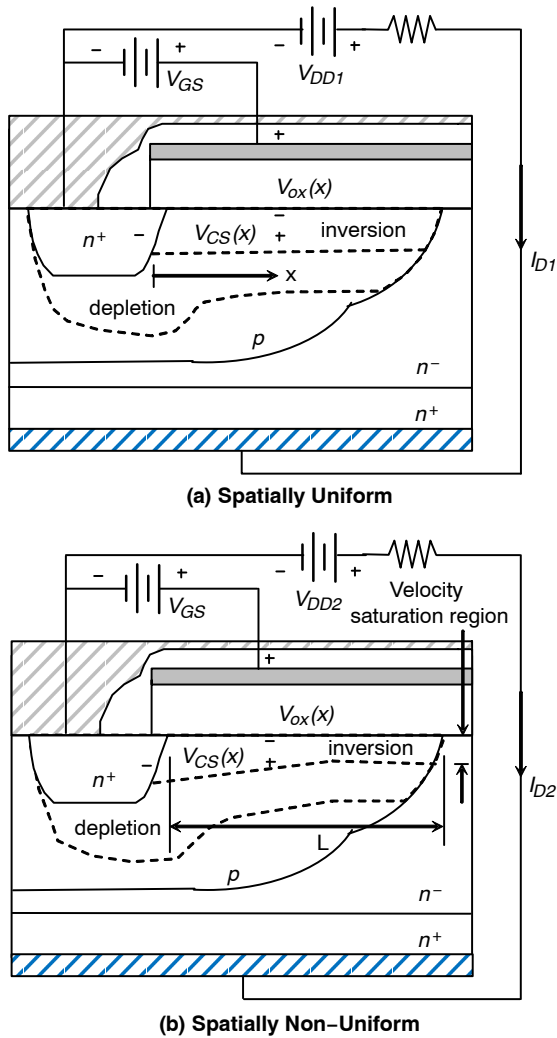 − + − +
V_GS V_DD1
+
V_ox(x)
n+ − V_CS(x) − + inversion
I_D1
x
depletion
p
n−
n+
(a) Spatially Uniform
− + − +
V_GS V_DD2 Velocity
saturation region
+
V_ox(x)
n+ − V_CS(x) − + inversion
I_D2
depletion
L
p
n−
n+
(b) Spatially Non−Uniform